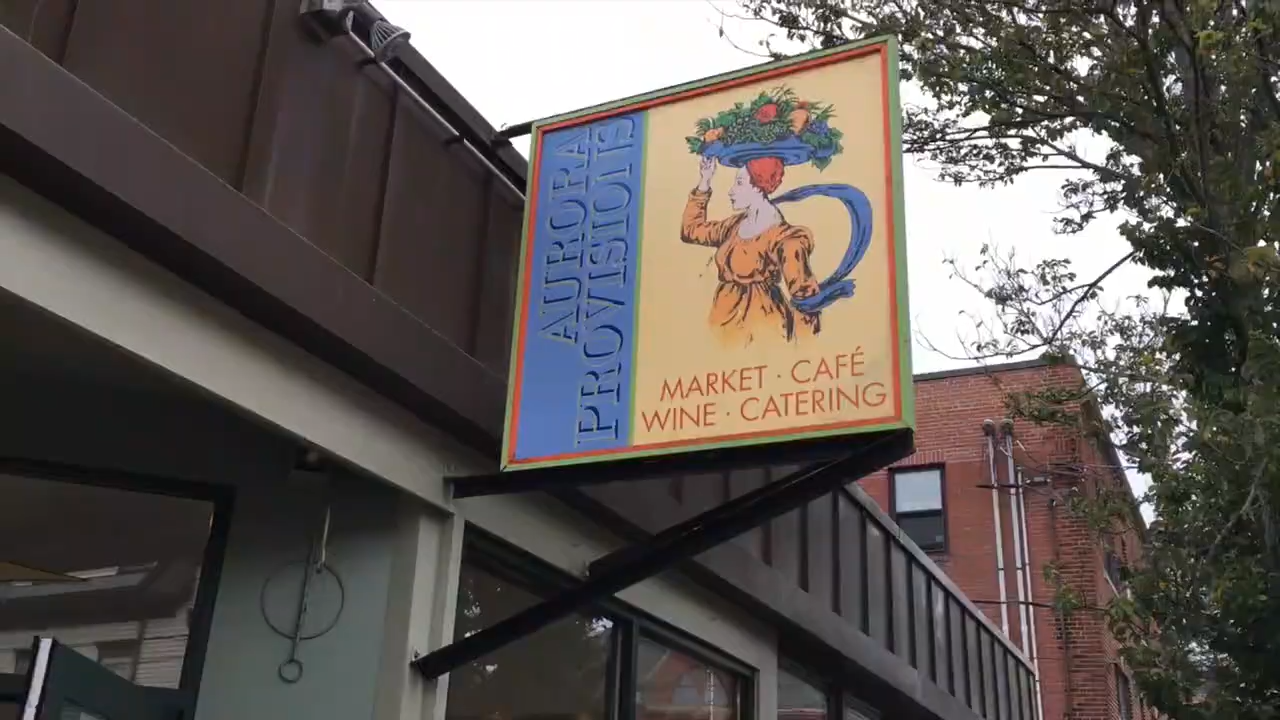 AURORA
PROVISIONS
MARKET · CAFÉ
WINE · CATERING